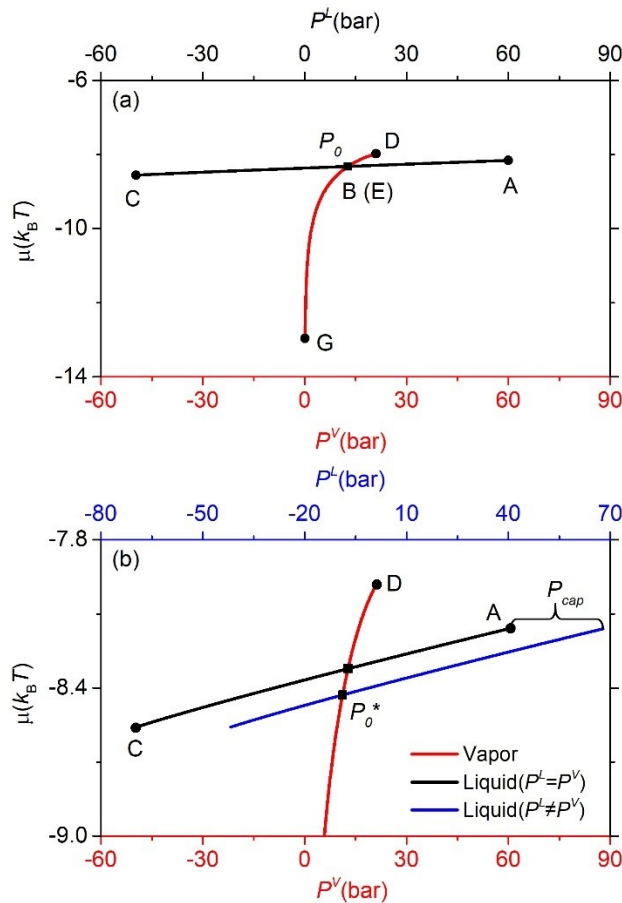 P^L(bar)
-60 -30 0 30 60 90
-6
(a)
P_0 D
C B (E) A
-10
μ(k_BT)
G
-14
-60 -30 0 30 60 90
P^V(bar)
P^L(bar)
-80 -50 -20 10 40 70
-7.8
(b)
D
A P_cap
μ(k_BT)
-8.4
P_0*
C
Vapor
Liquid(P^L=P^V)
Liquid(P^L≠P^V)
-9.0
-60 -30 0 30 60 90
P^V(bar)